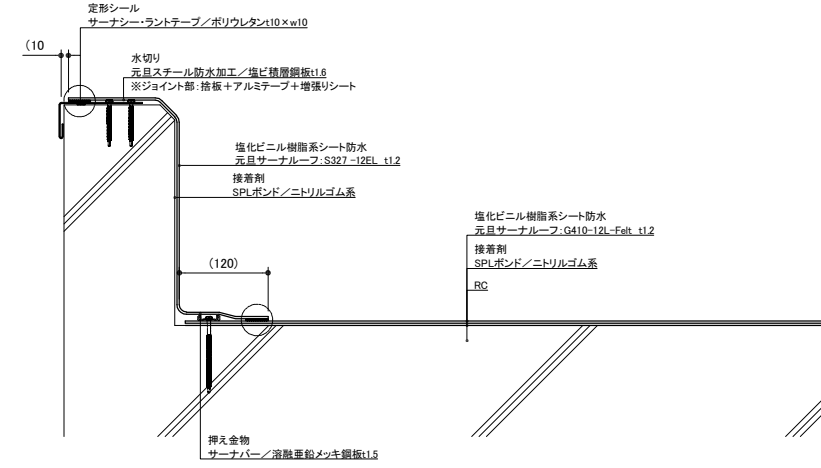 定形シール
サーナシー・ラントテープ／ポリウレタンt10×w10
(10
水切り
元旦スチール防水加工／塩ビ積層鋼板t1.6
※ジョイント部：捨板＋アルミテープ＋増張りシート
塩化ビニル樹脂系シート防水
元旦サーナルーフ：S327 -12EL t1.2
接着剤
SPLボンド／ニトリルゴム系
塩化ビニル樹脂系シート防水
元旦サーナルーフ：G410-12L-Felt t1.2
接着剤
SPLボンド／ニトリルゴム系
RC
(120)
押え金物
サーナバー／溶融亜鉛メッキ鋼板t1.5